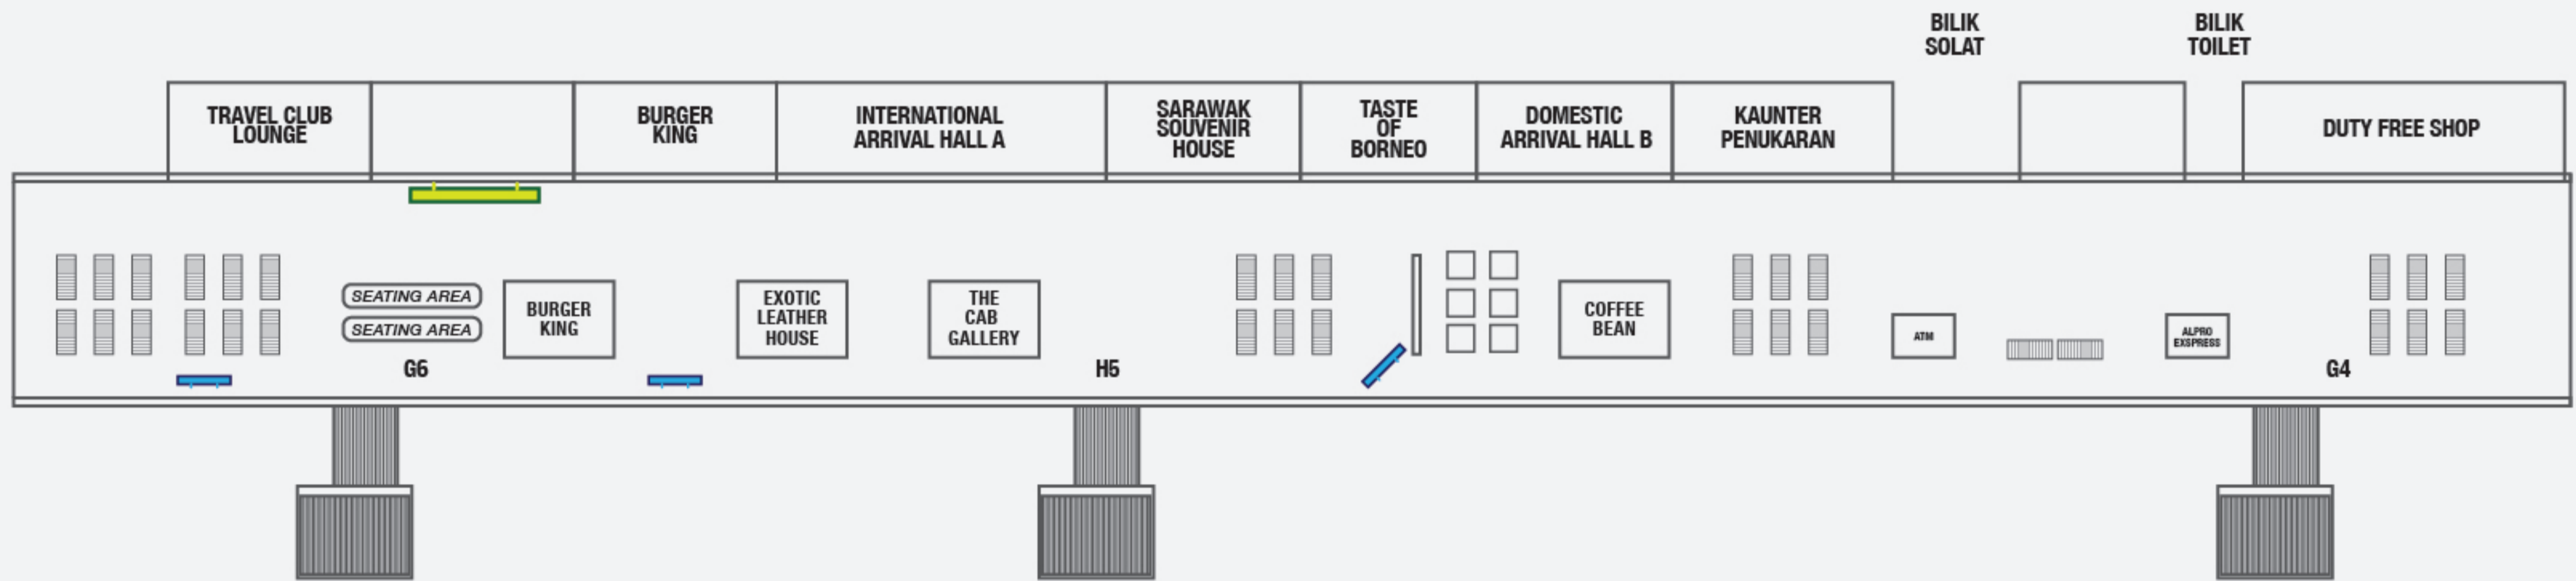 BILIK
SOLAT
BILIK
TOILET
TRAVEL CLUB
LOUNGE
BURGER
KING
INTERNATIONAL
ARRIVAL HALL A
SARAWAK
SOUVENIR
HOUSE
TASTE
OF
BORNEO
DOMESTIC
ARRIVAL HALL B
KAUNTER
PENUKARAN
DUTY FREE SHOP
SEATING AREA
SEATING AREA
BURGER
KING
EXOTIC
LEATHER
HOUSE
THE
CAB
GALLERY
COFFEE
BEAN
ATM
ALPRO
EXSPRESS
G6
H5
G4